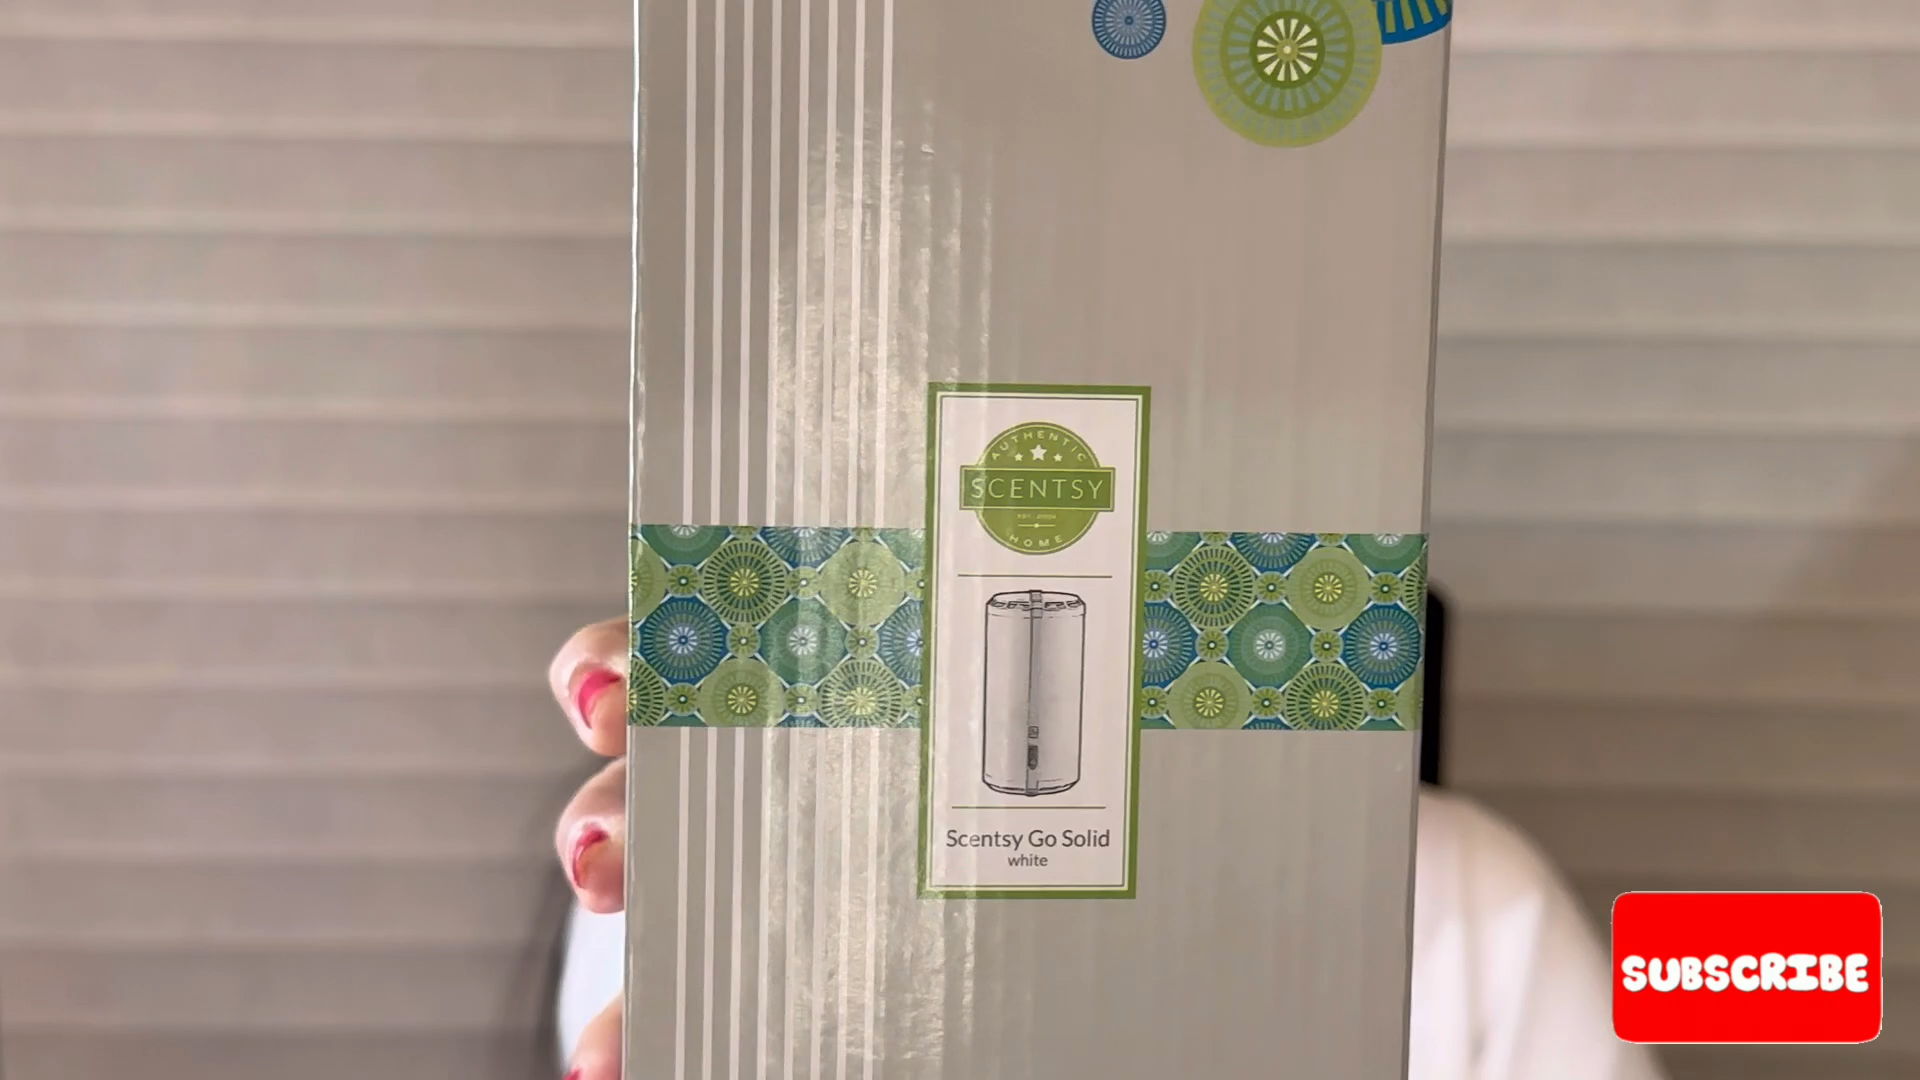 AUTHENTIC
SCENTSY
HOME
Scentsy Go Solid
white
SUBSCRIBE